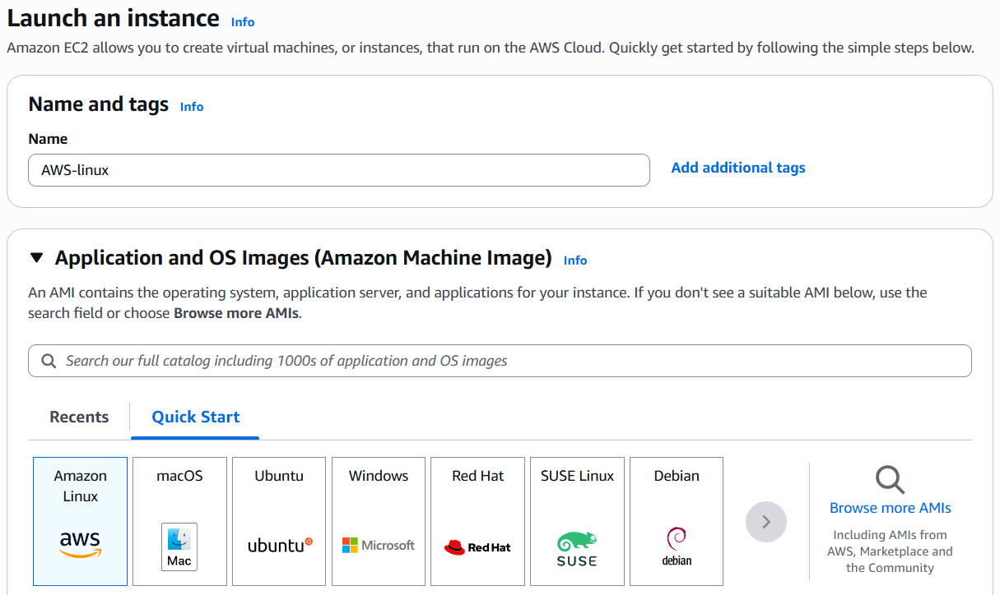 Launch an instance Info
Amazon EC2 allows you to create virtual machines, or instances, that run on the AWS Cloud. Quickly get started by following the simple steps below.
Name and tags Info
Name
AWS-linux
Add additional tags
Application and OS Images (Amazon Machine Image) Info
An AMI contains the operating system, application server, and applications for your instance. If you don't see a suitable AMI below, use the
search field or choose Browse more AMIs.
Search our full catalog including 1000s of application and OS images
Recents
Quick Start
Amazon
Linux
aws
macOS
Mac
Ubuntu
ubuntu
Windows
Microsoft
Red Hat
Red Hat
SUSE Linux
SUSE
Debian
debian
Browse more AMIs
Including AMIs from
AWS, Marketplace and
the Community